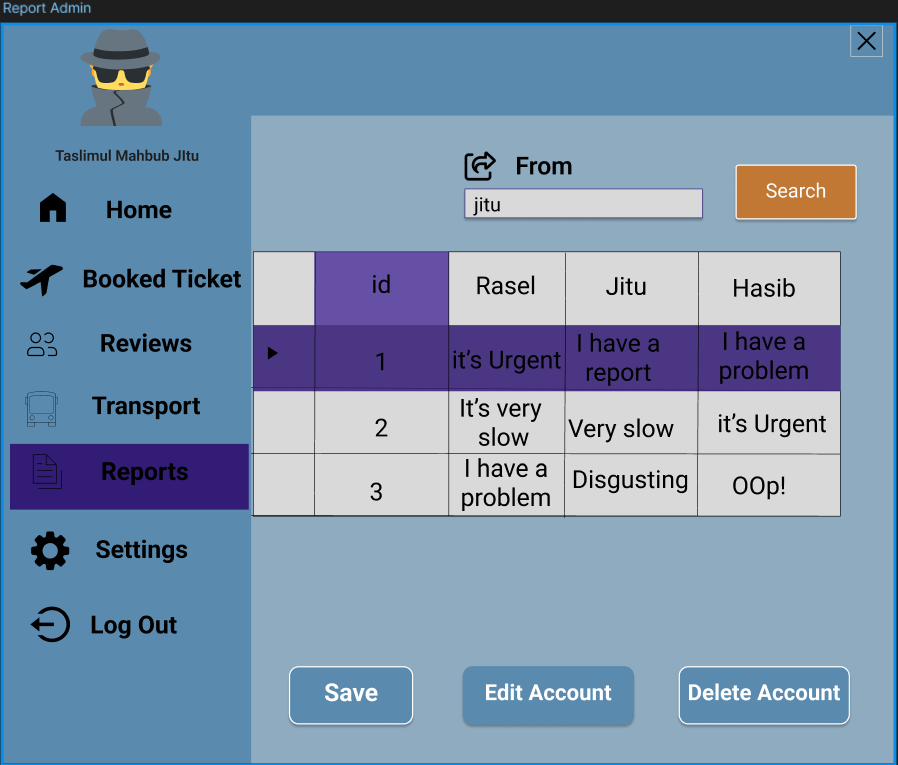 Report Admin
Taslimul Mahbub JItu
Home
Booked Ticket
Reviews
Transport
Reports
Settings
Log Out
From
jitu
Search
id Rasel Jitu Hasib
1 it's Urgent I have a report I have a problem
2 It's very slow Very slow it's Urgent
3 I have a problem Disgusting OOp!
Save Edit Account Delete Account